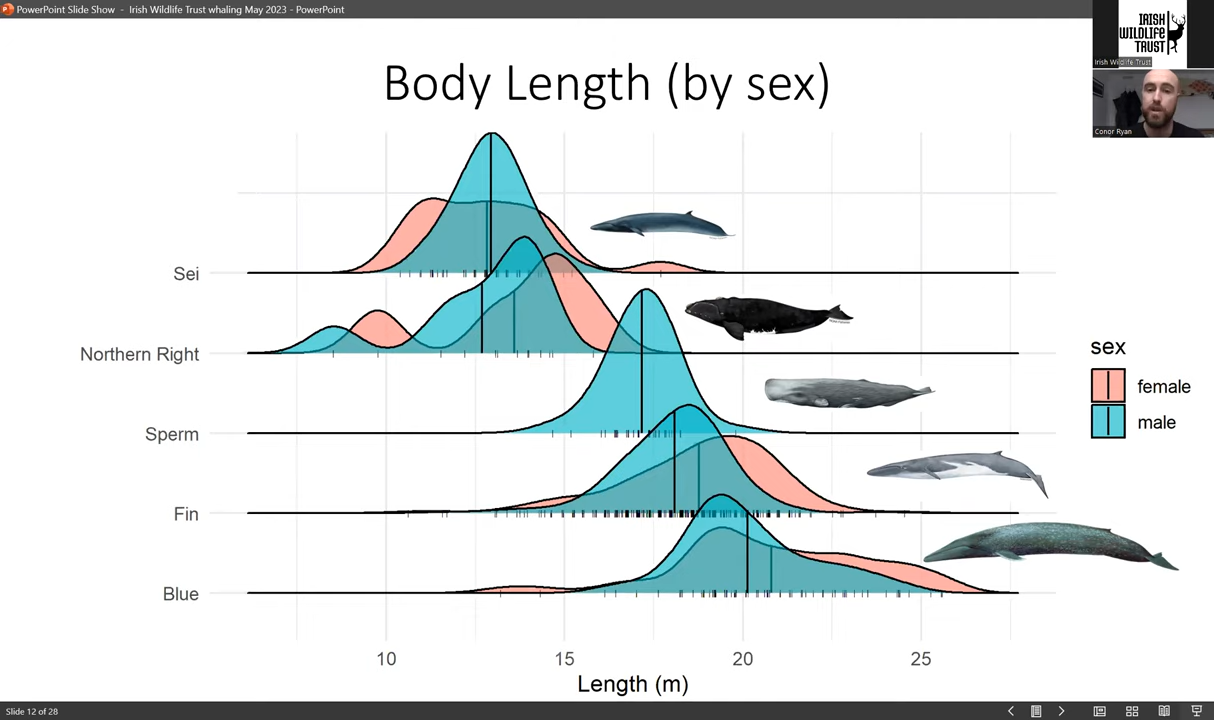 PowerPoint Slide Show - Irish Wildlife Trust whaling May 2023 - PowerPoint
IRISH
WILDLIFE
TRUST
Irish Wildlife Trust
Conor Ryan
Body Length (by sex)
Sei
Northern Right
Sperm
Fin
Blue
sex
female
male
10 15 20 25
Length (m)
Slide 12 of 28